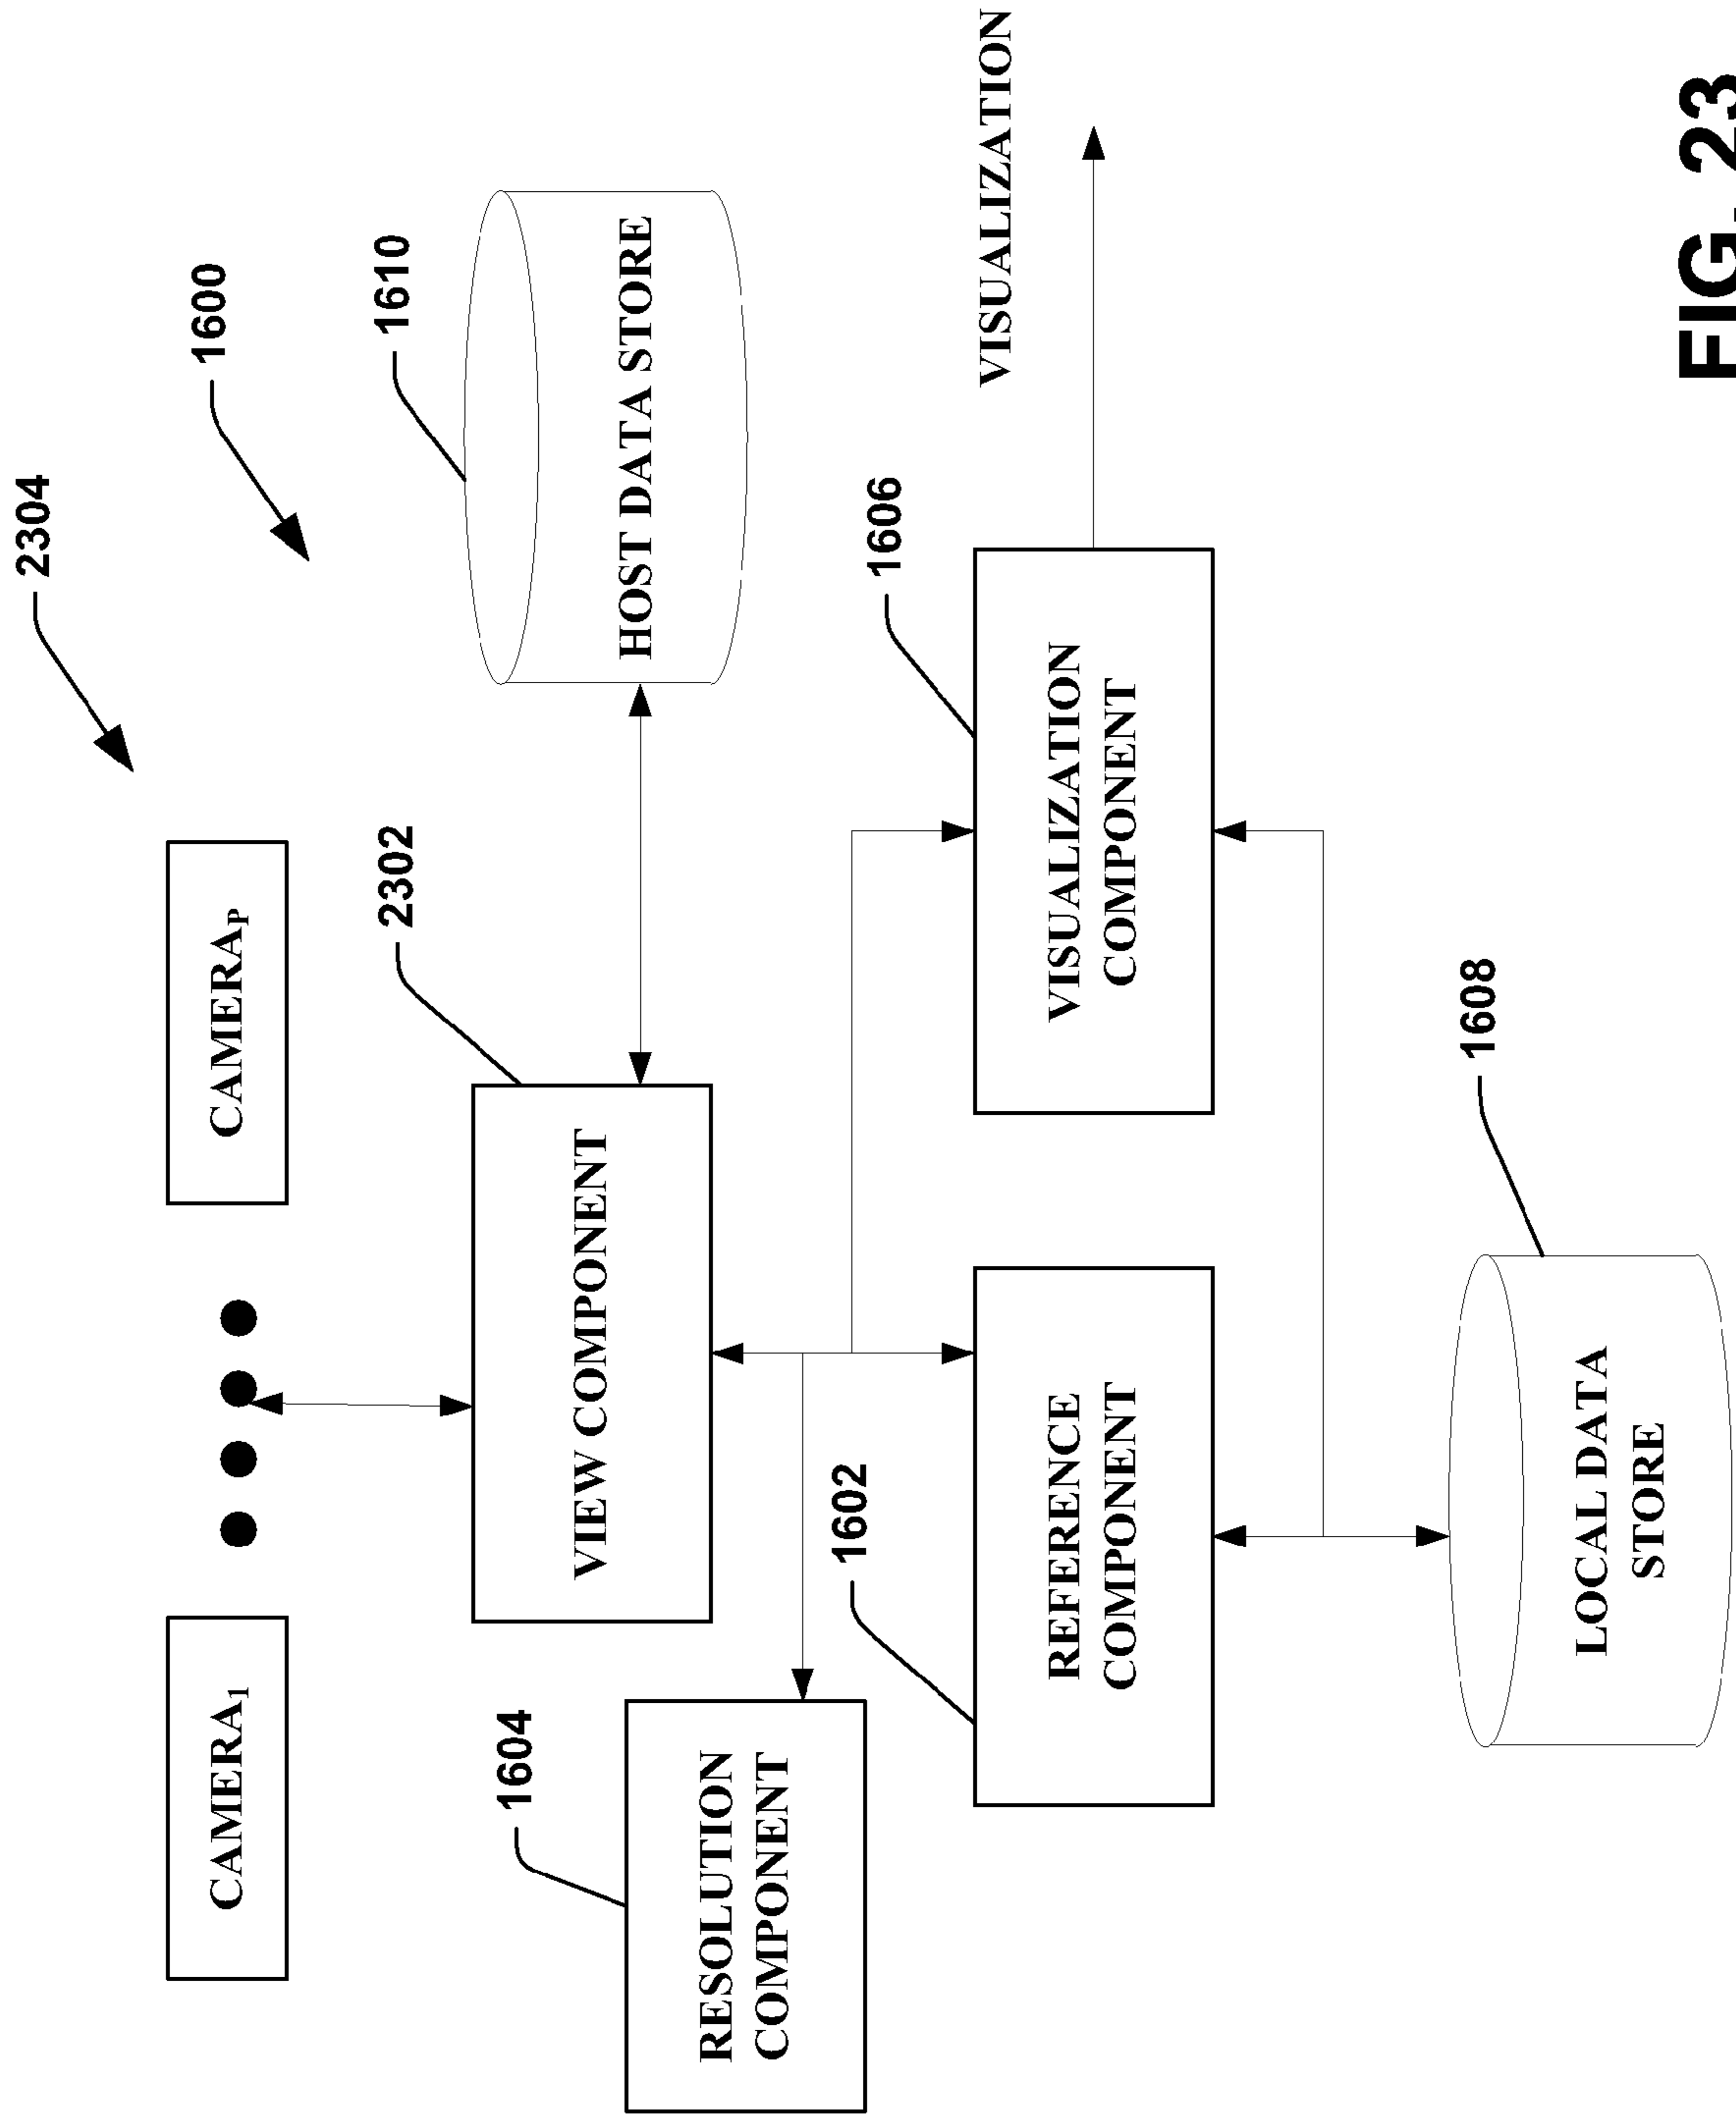 2304
CAMERA1
CAMERAP
1600
2302
1610
1604
VIEW COMPONENT
HOST DATA STORE
RESOLUTION
COMPONENT
1602
1606
VISUALIZATION
REFERENCE
COMPONENT
VISUALIZATION
COMPONENT
1608
LOCAL DATA
STORE
FIG. 23